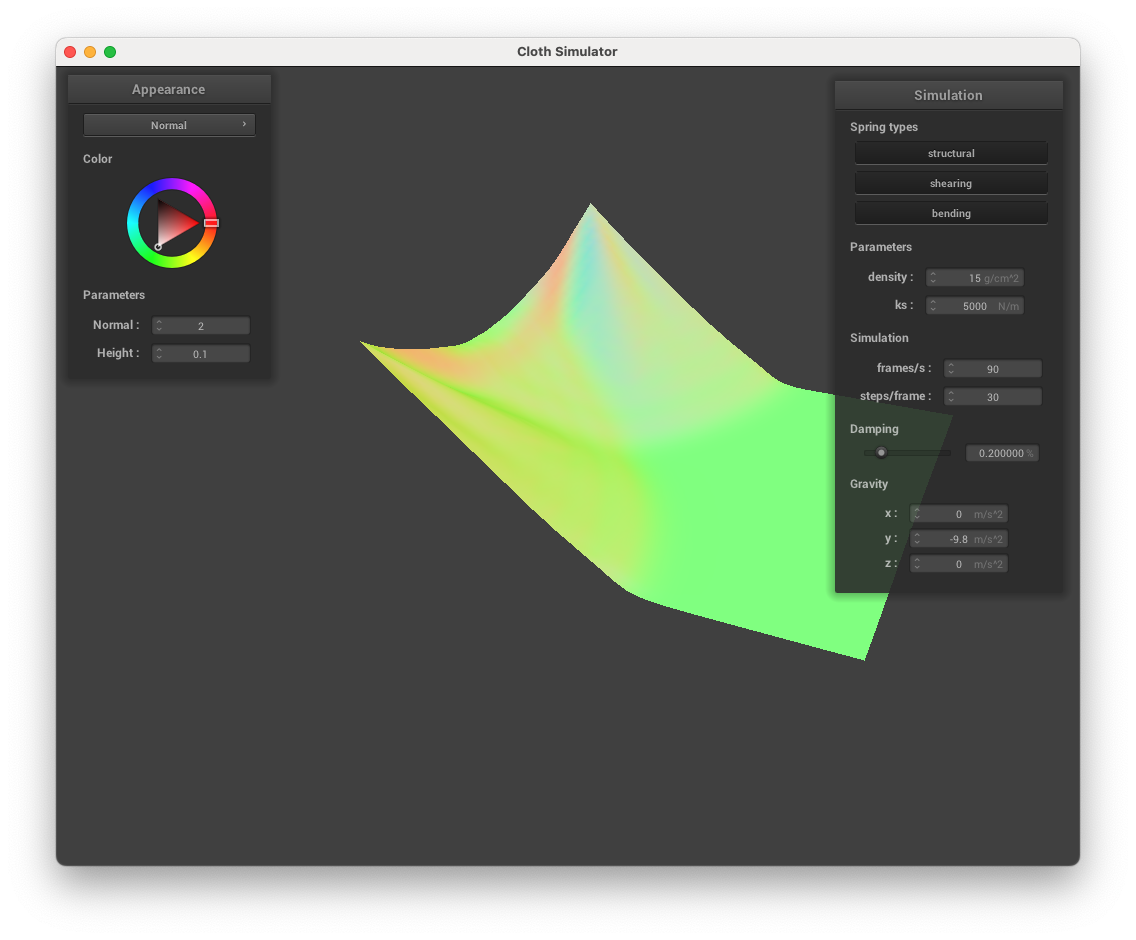 Cloth Simulator
Appearance
Normal
Color
Parameters
Normal : 2
Height : 0.1
Simulation
Spring types
structural
shearing
bending
Parameters
density : 15 g/cm^2
ks : 5000 N/m
Simulation
frames/s : 90
steps/frame : 30
Damping
0.200000 %
Gravity
x : 0 m/s^2
y : -9.8 m/s^2
z : 0 m/s^2